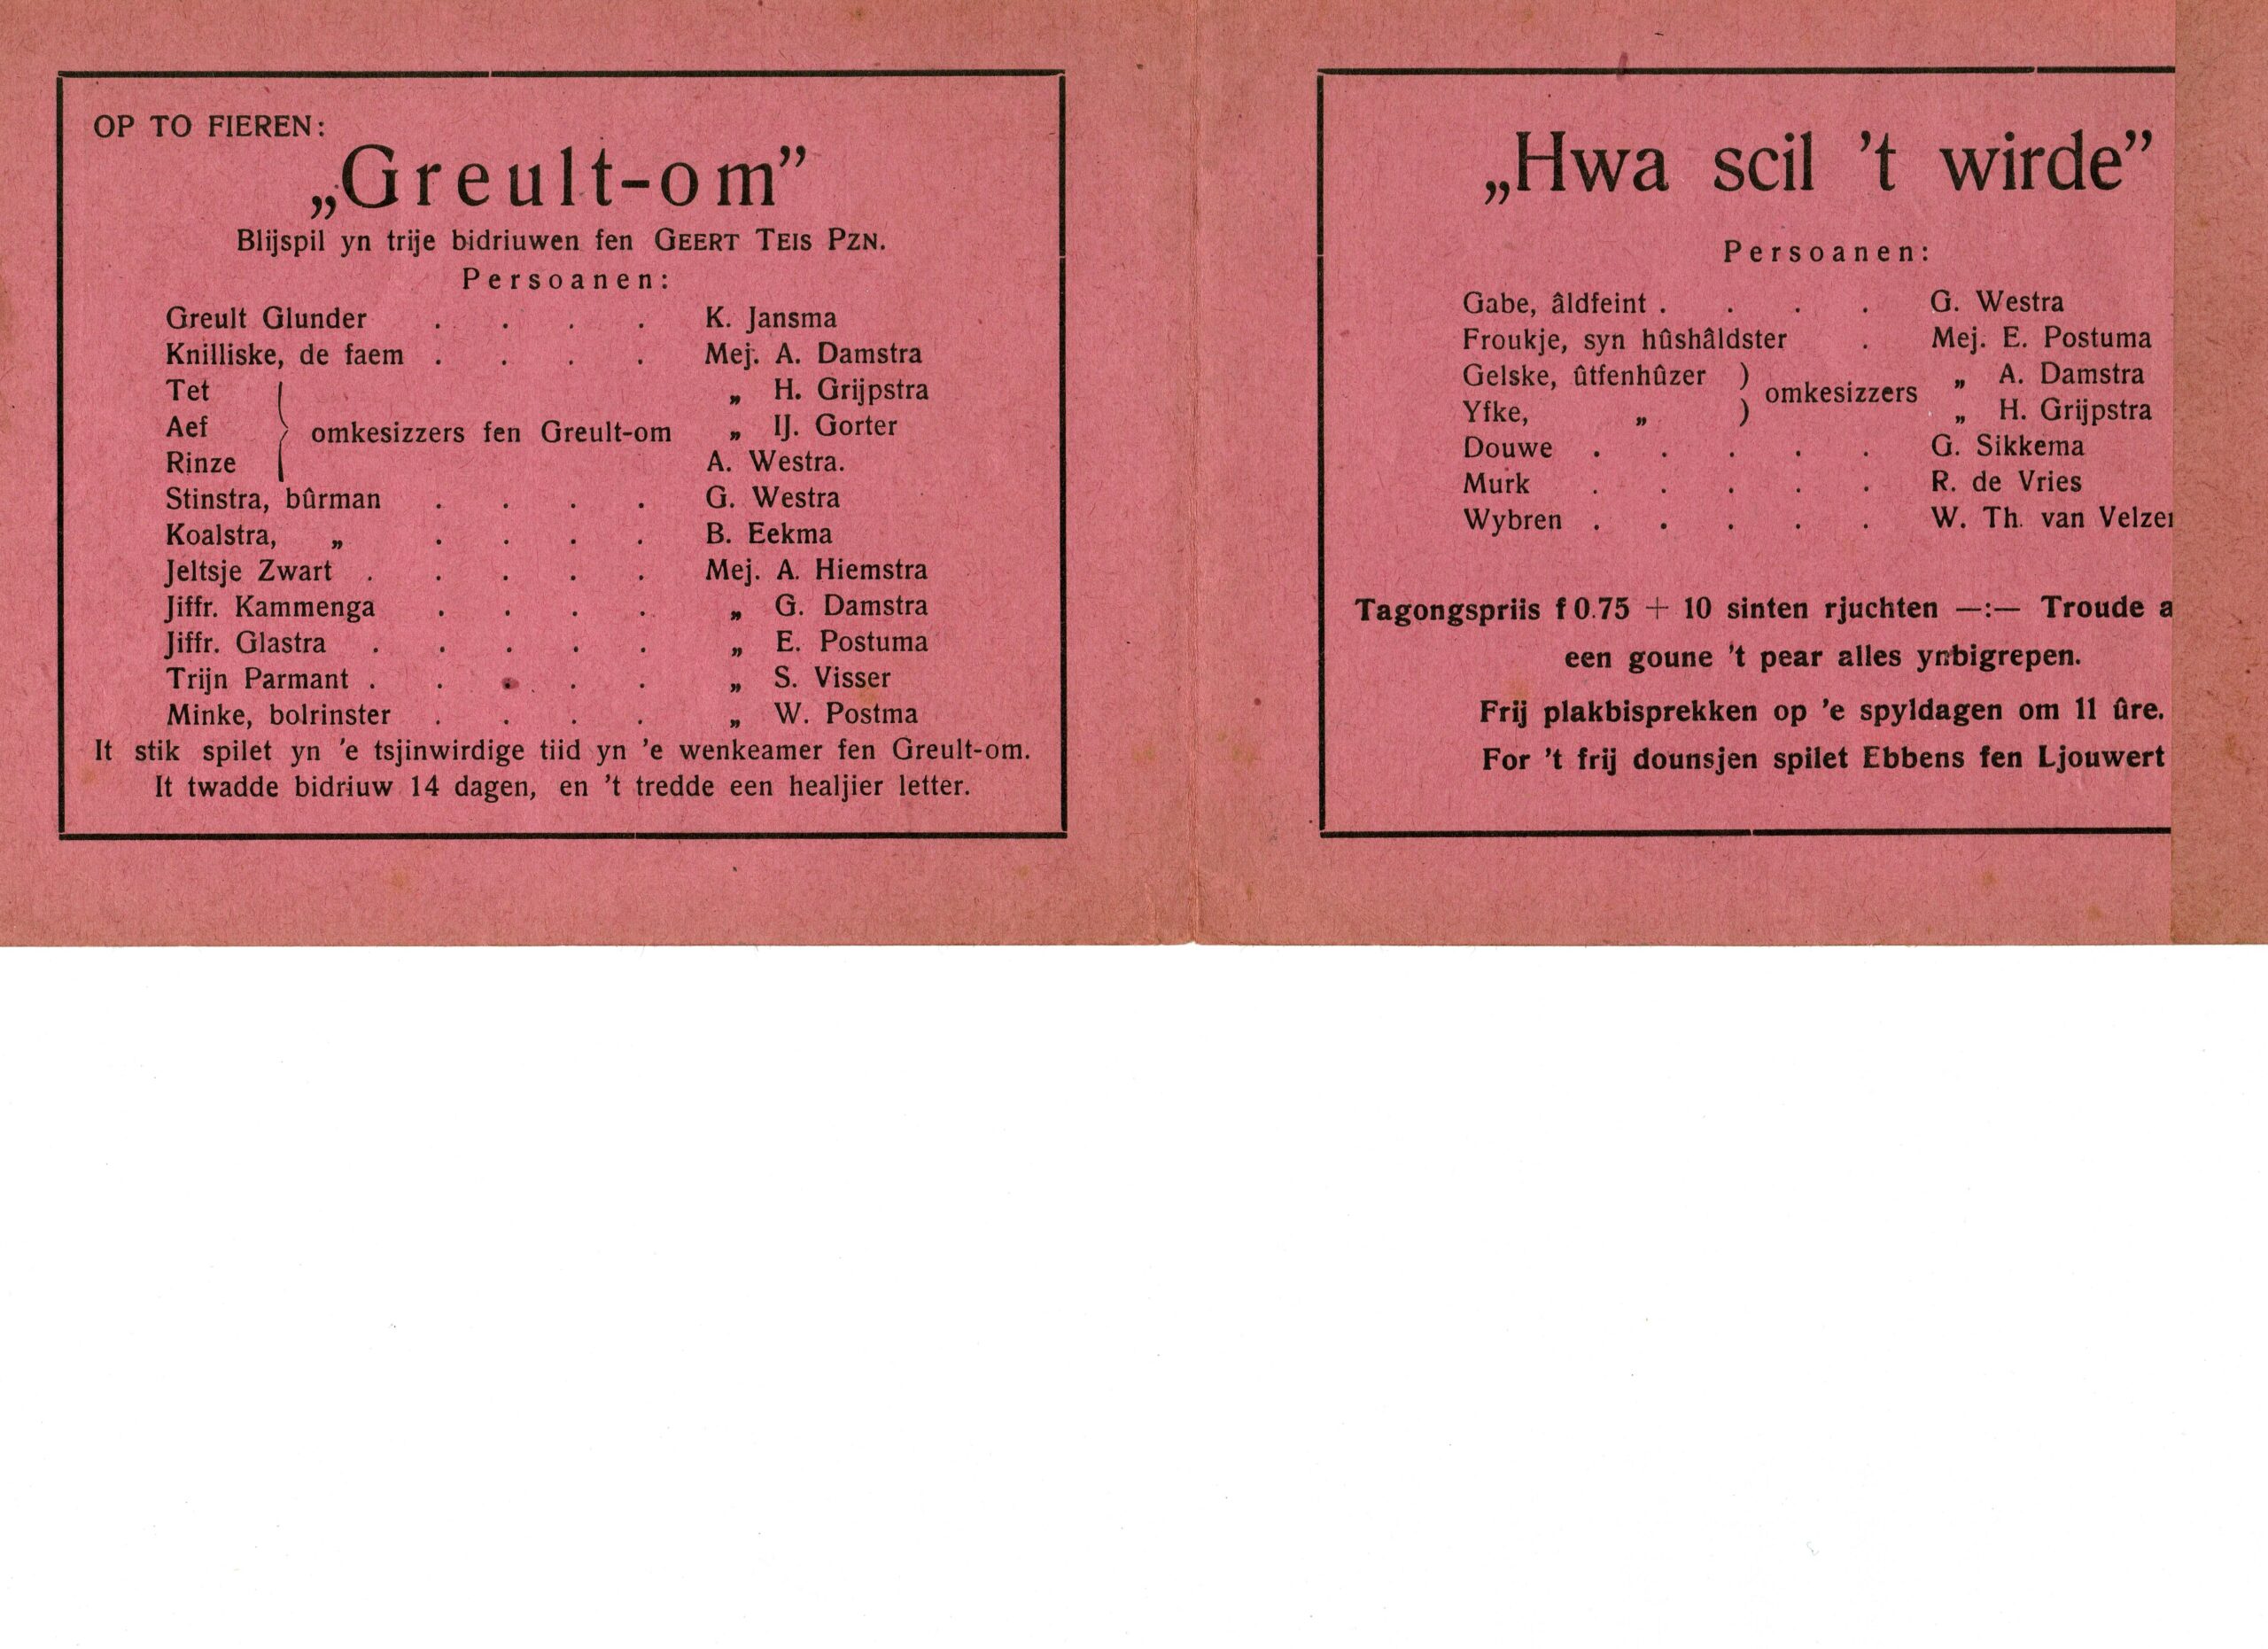 OP TO FIEREN:
„Greult-om”
Blijspil yn trije bidriuwen fen GEERT TEIS PZN.
Persoanen:
Greult Glunder . . . . K. Jansma
Knilliske, de faem . . . . Mej. A. Damstra
Tet „ H. Grijpstra
Aef omkesizzers fen Greult-om „ IJ. Gorter
Rinze A. Westra.
Stinstra, bûrman . . . . G. Westra
Koalstra, „ . . . . B. Eekma
Jeltsje Zwart . . . . . Mej. A. Hiemstra
Jiffr. Kammenga . . . . „ G. Damstra
Jiffr. Glastra . . . . . „ E. Postuma
Trijn Parmant . . . . . „ S. Visser
Minke, bolrinster . . . . „ W. Postma
It stik spilet yn 'e tsjinwirdige tiid yn 'e wenkeamer fen Greult-om.
It twadde bidriuw 14 dagen, en 't tredde een healjier letter.
„Hwa scil 't wirde”
Persoanen:
Gabe, âldfeint . . . . G. Westra
Froukje, syn hûshâldster . Mej. E. Postuma
Gelske, ûtfenhûzer ) omkesizzers „ A. Damstra
Yfke, „ ) „ H. Grijpstra
Douwe . . . . . G. Sikkema
Murk . . . . . R. de Vries
Wybren . . . . . W. Th. van
Tagongspriis f 0.75 + 10 sinten rjuchten —:— Troude
een goune 't pear alles ynbigrepen.
Frij plakbisprekken op 'e spyldagen om 11 ûre.
For 't frij dounsjen spilet Ebbens fen Ljouwert